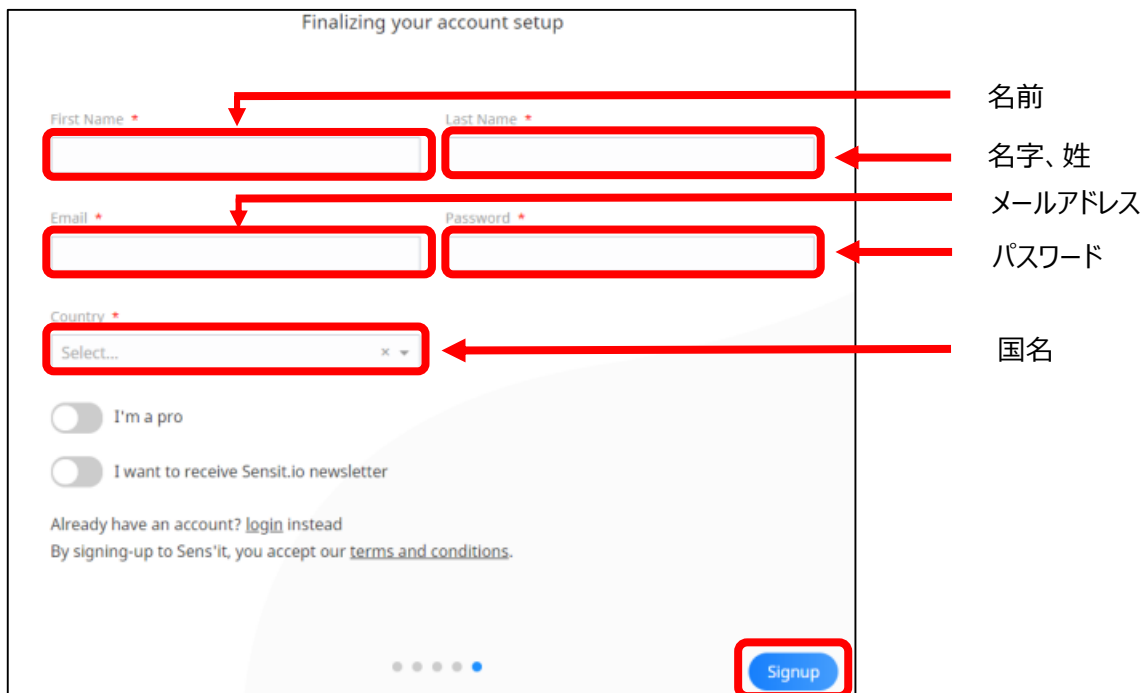 Finalizing your account setup
名前
First Name *
Last Name *
名字、姓
メールアドレス
Email *
Password *
パスワード
Country *
Select...
国名
I'm a pro
I want to receive Sensit.io newsletter
Already have an account? login instead
By signing-up to Sens'it, you accept our terms and conditions.
Signup